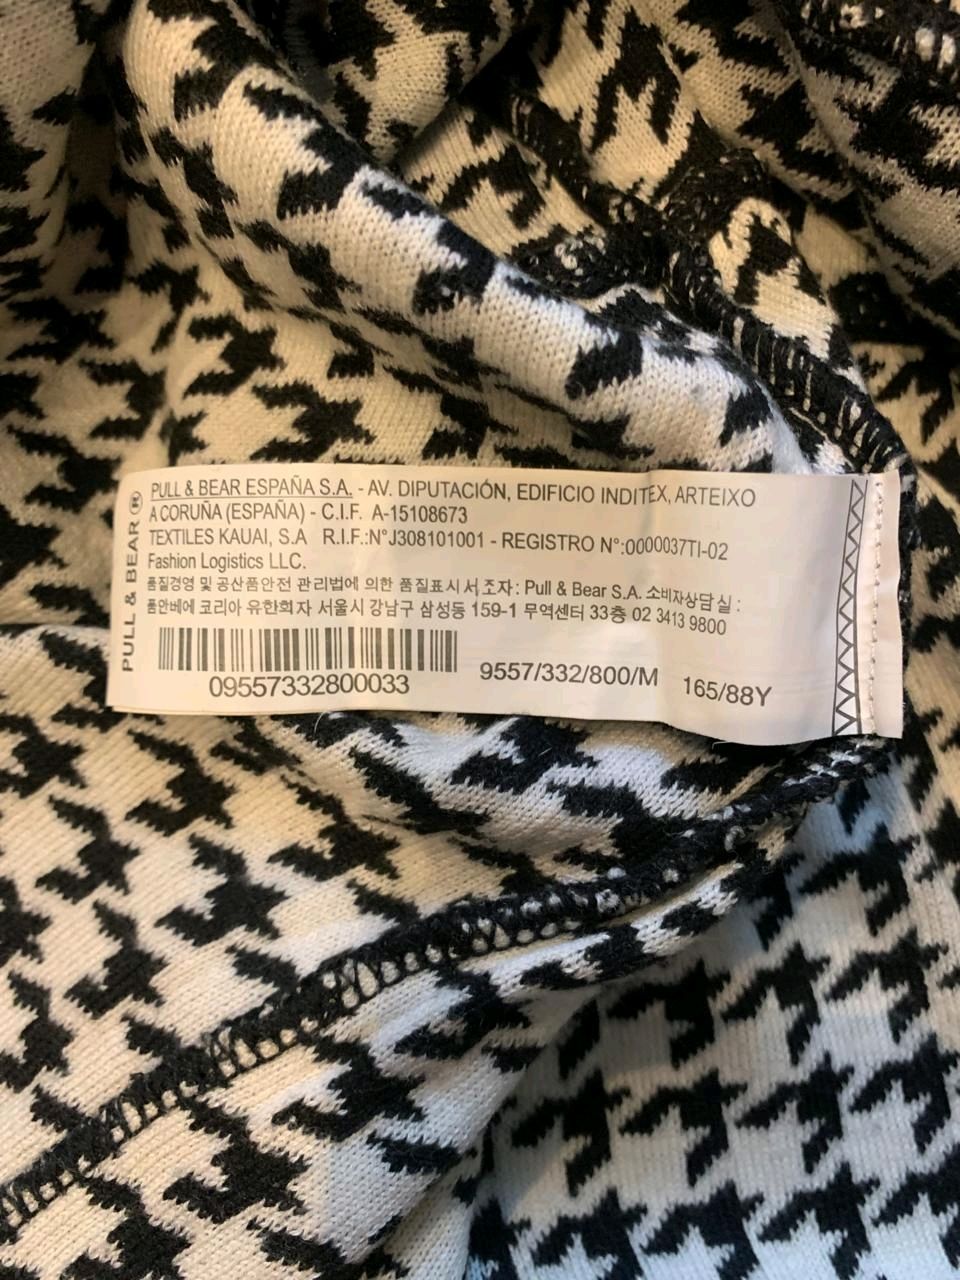 PULL & BEAR ®
PULL & BEAR ESPAÑA S.A. - AV. DIPUTACIÓN, EDIFICIO INDITEX, ARTEIXO
A CORUÑA (ESPAÑA) - C.I.F. A-15108673
TEXTILES KAUAI, S.A R.I.F.:N°J308101001 - REGISTRO N°:0000037TI-02
Fashion Logistics LLC.
품질경영 및 공산품안전 관리법에 의한 품질표시서조자: Pull & Bear S.A. 소비자상담실:
품안베에 코리아 유한회자 서울시 강남구 삼성동 159-1 무역센터 33층 02 3413 9800
09557332800033
9557/332/800/M 165/88Y